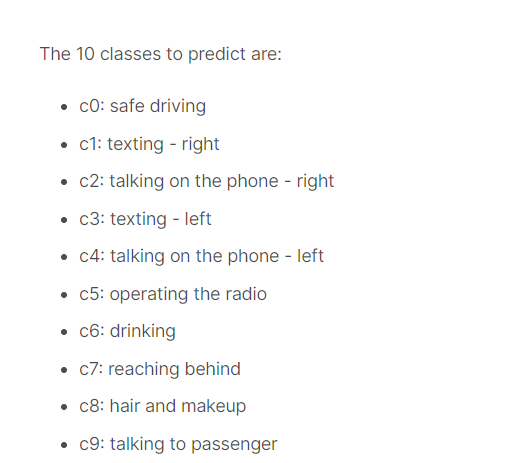 The 10 classes to predict are:
• c0: safe driving
• c1: texting - right
• c2: talking on the phone - right
• c3: texting - left
• c4: talking on the phone - left
• c5: operating the radio
• c6: drinking
• c7: reaching behind
• c8: hair and makeup
• c9: talking to passenger